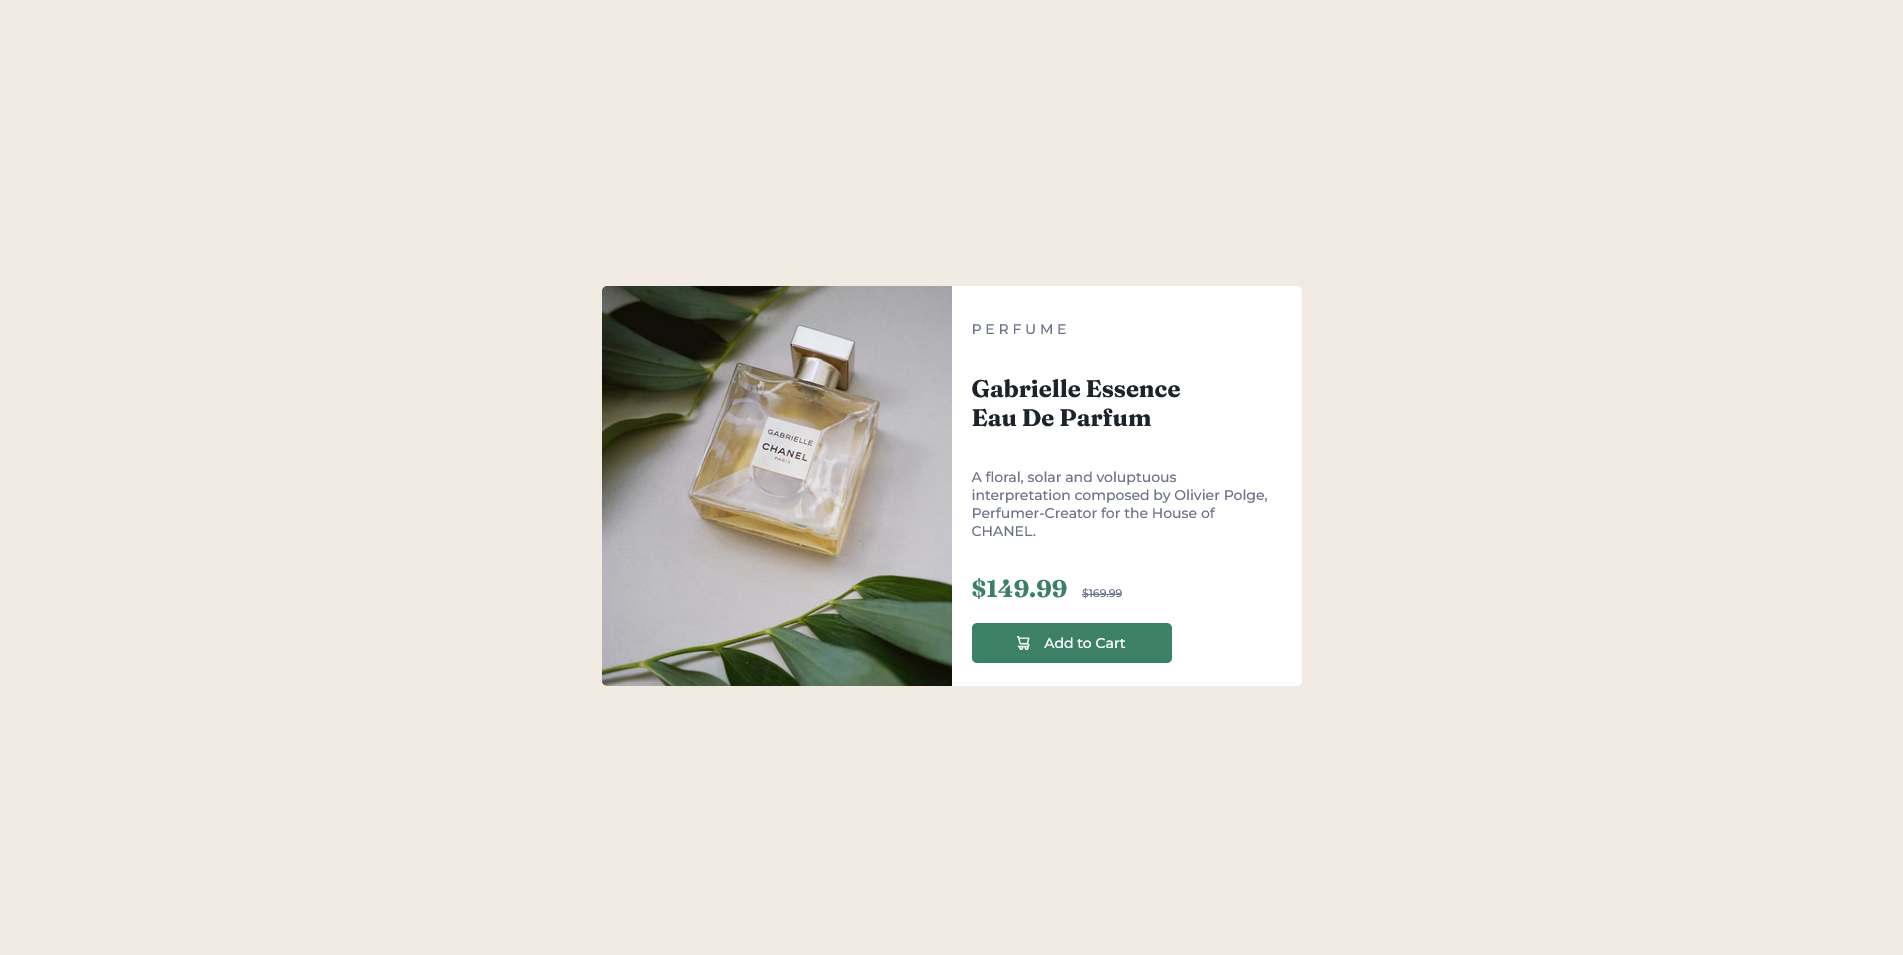 GABRIELLE
CHANEL
PARIS
PERFUME
Gabrielle Essence
Eau De Parfum
A floral, solar and voluptuous
interpretation composed by Olivier Polge,
Perfumer-Creator for the House of
CHANEL.
$149.99 $169.99
Add to Cart